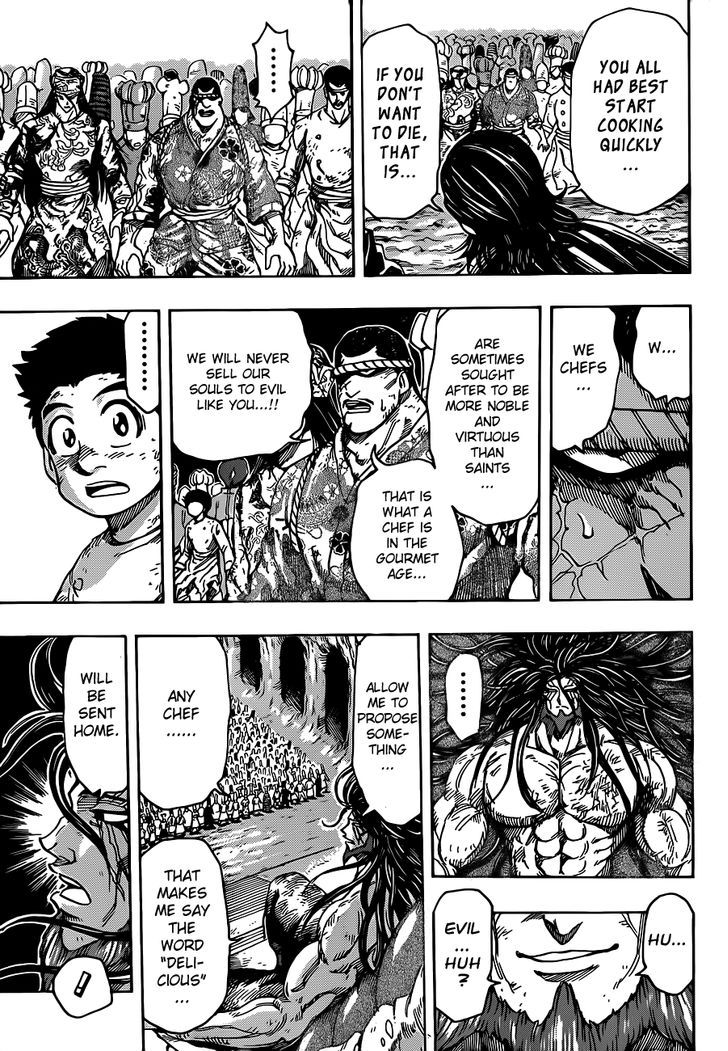 YOU ALL
HAD BEST
START
COOKING
QUICKLY
...
IF YOU
DON'T
WANT
TO DIE,
THAT
IS...
....
W...
WE
CHEFS
...
ARE
SOMETIMES
SOUGHT
AFTER TO BE
MORE NOBLE
AND
VIRTUOUS
THAN
SAINTS
...
THAT IS
WHAT A
CHEF IS
IN THE
GOURMET
AGE...
WE WILL NEVER
SELL OUR
SOULS TO EVIL
LIKE YOU...!!
......
......
HU...
EVIL
...
HUH
?
ALLOW
ME TO
PROPOSE
SOME-
THING
...
ANY
CHEF
......
THAT
MAKES
ME SAY
THE
WORD
"DELI-
CIOUS"
...
WILL
BE
SENT
HOME.
!